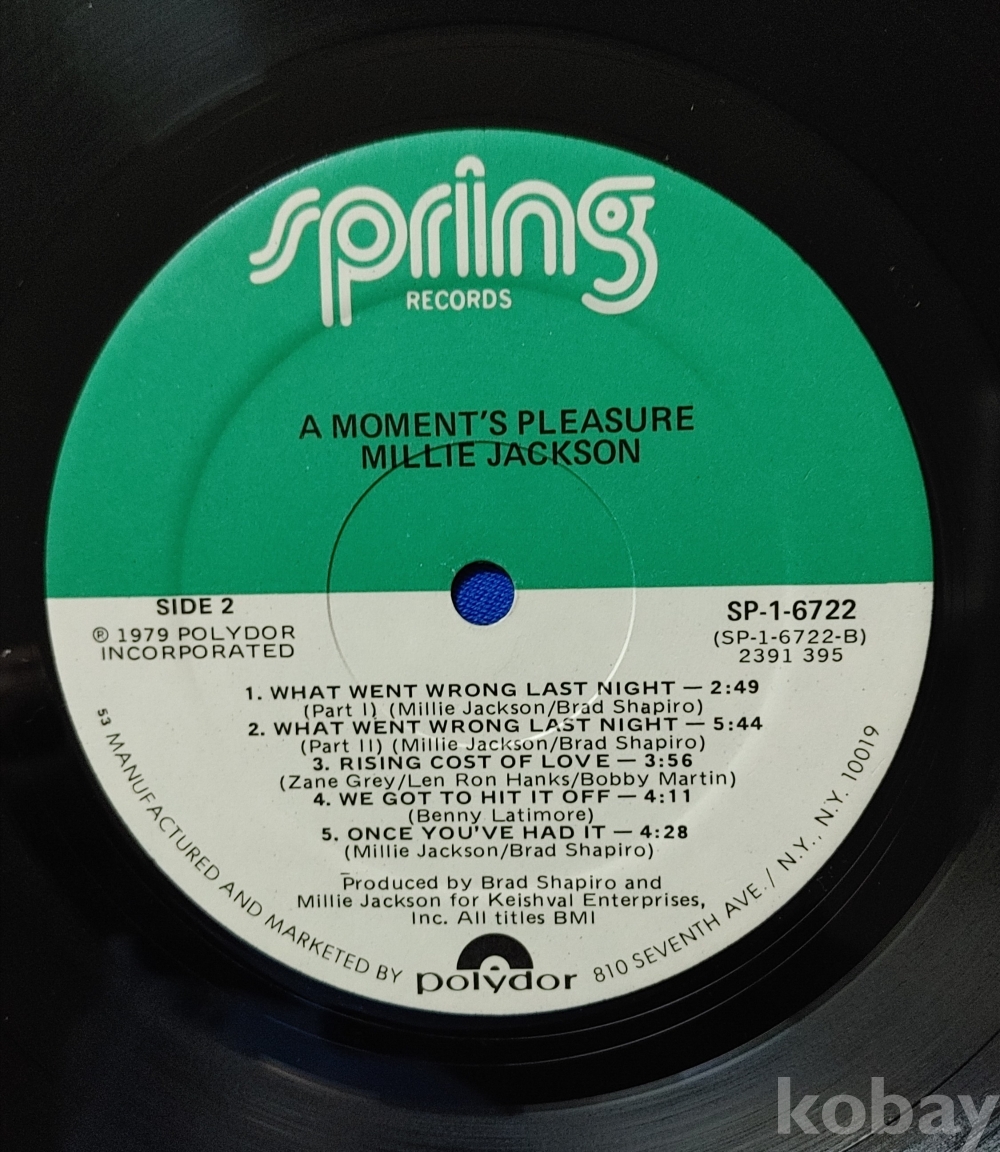 spring
RECORDS
A MOMENT'S PLEASURE
MILLIE JACKSON
SIDE 2
℗ 1979 POLYDOR
INCORPORATED
SP-1-6722
(SP-1-6722-B)
2391 395
1. WHAT WENT WRONG LAST NIGHT — 2:49
(Part I) (Millie Jackson/Brad Shapiro)
2. WHAT WENT WRONG LAST NIGHT — 5:44
(Part II) (Millie Jackson/Brad Shapiro)
3. RISING COST OF LOVE — 3:56
(Zane Grey/Len Ron Hanks/Bobby Martin)
4. WE GOT TO HIT IT OFF — 4:11
(Benny Latimore)
5. ONCE YOU'VE HAD IT — 4:28
(Millie Jackson/Brad Shapiro)
Produced by Brad Shapiro and
Millie Jackson for Keishval Enterprises,
Inc. All titles BMI
53 MANUFACTURED AND MARKETED BY polydor 810 SEVENTH AVE. / N.Y., N.Y. 10019
kobay